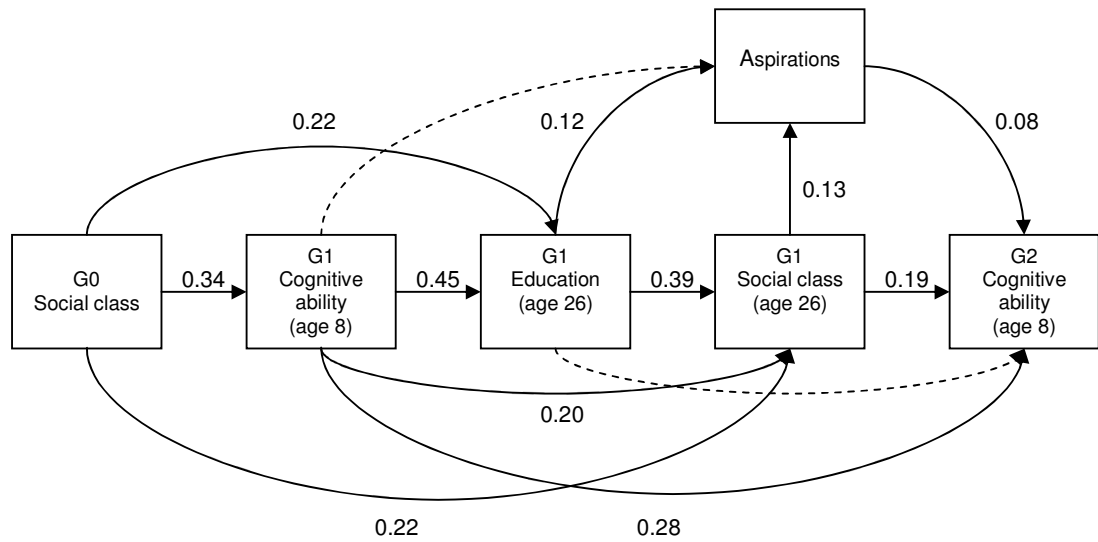 Aspirations
0.22
0.12
0.08
0.13
G0
Social class
0.34
G1
Cognitive
ability
(age 8)
0.45
G1
Education
(age 26)
0.39
G1
Social class
(age 26)
0.19
G2
Cognitive
ability
(age 8)
0.20
0.22
0.28